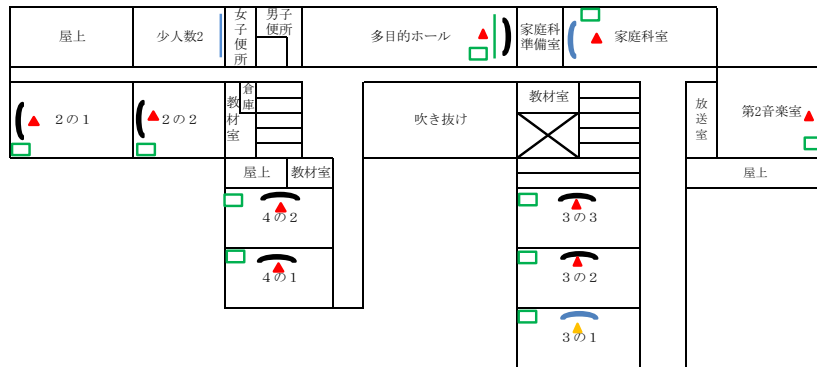 屋上
少人数2
女子便所
男子
便所
多目的ホール
家庭科
準備室
家庭科室
2の1
2の2
教材室
倉庫
吹き抜け
教材室
放送室
第2音楽室
屋上
教材室
屋上
4の2
3の3
4の1
3の2
3の1